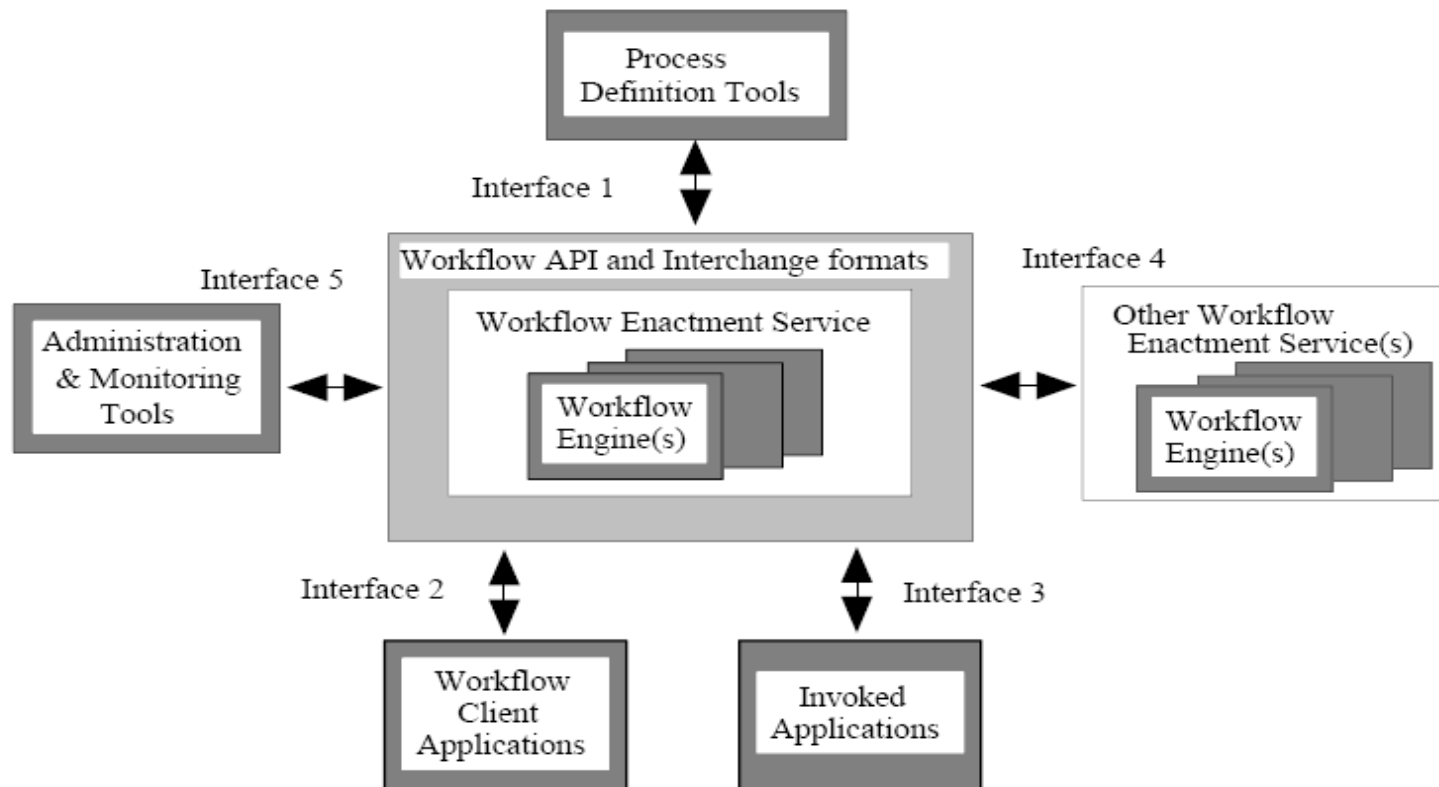 Process
Definition Tools
Interface 1
Workflow API and Interchange formats
Interface 5
Interface 4
Workflow Enactment Service
Other Workflow
Enactment Service(s)
Administration
& Monitoring
Tools
Workflow
Engine(s)
Workflow
Engine(s)
Interface 2
Interface 3
Workflow
Client
Applications
Invoked
Applications